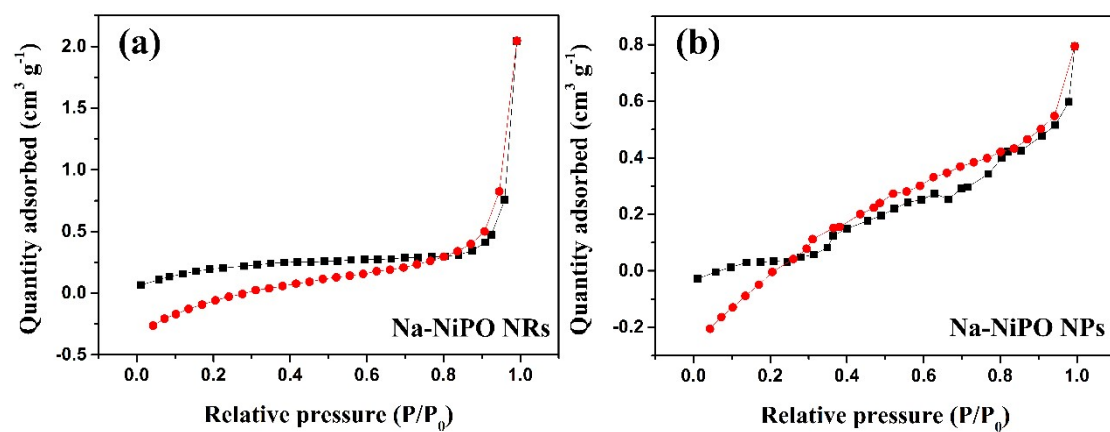 (a)
Quantity adsorbed (cm³ g⁻¹)
2.0
1.5
1.0
0.5
0.0
-0.5
Na-NiPO NRs
0.0 0.2 0.4 0.6 0.8 1.0
Relative pressure (P/P₀)
(b)
Quantity adsorbed (cm³ g⁻¹)
0.8
0.6
0.4
0.2
0.0
-0.2
Na-NiPO NPs
0.0 0.2 0.4 0.6 0.8 1.0
Relative pressure (P/P₀)